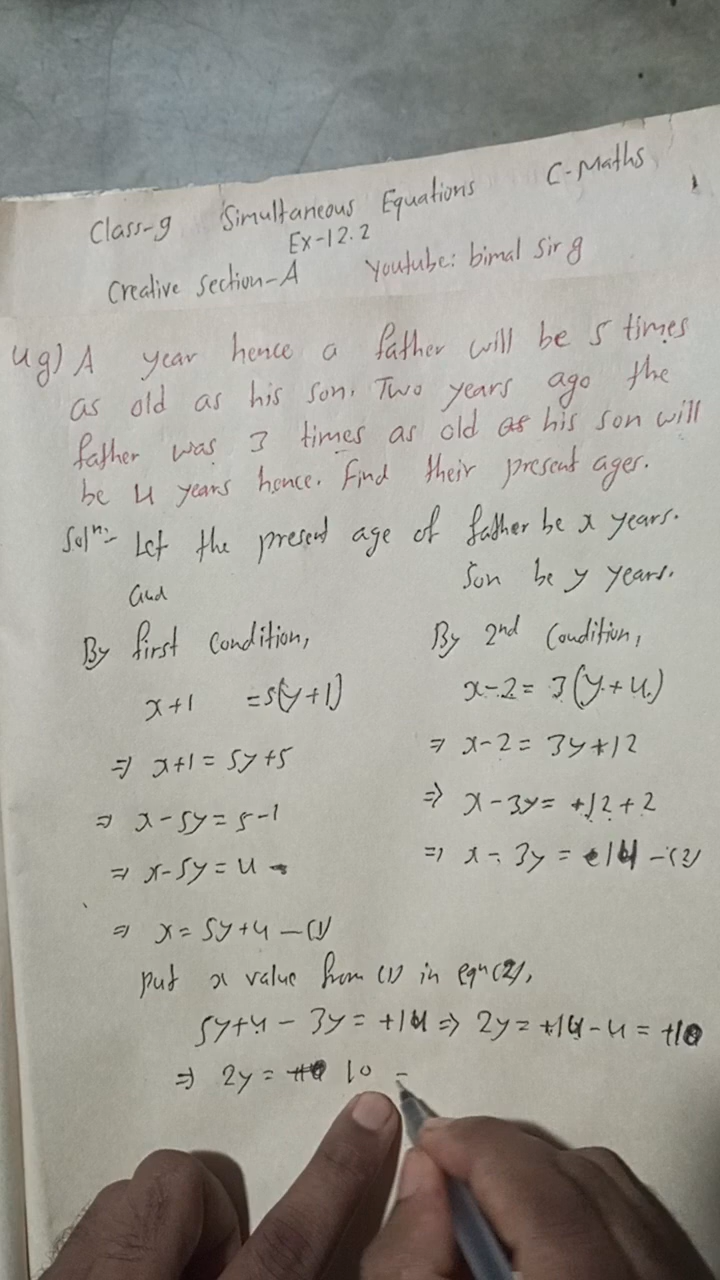 Class-9 Simultaneous Equations C-Maths
Ex-12.2
Creative Section-A Youtube: bimal Sir g
4g) A year hence a father will be 5 times
as old as his son. Two years ago the
father was 3 times as old as his son will
be 4 years hence. Find their present ages.
Solⁿ:- Let the present age of father be x years.
and Son be y years.
By first condition,
x+1 =5(y+1)
⇒ x+1 = 5y+5
⇒ x-5y = 5-1
⇒ x-5y = 4
⇒ x = 5y+4 —(1)
By 2nd Condition,
x-2 = 3(y+4)
⇒ x-2 = 3y+12
⇒ x-3y = +12+2
⇒ x-3y = 14 —(2)
put x value from (1) in eqn(2),
5y+4-3y = +14 ⇒ 2y = +14-4 = +10
⇒ 2y = 10